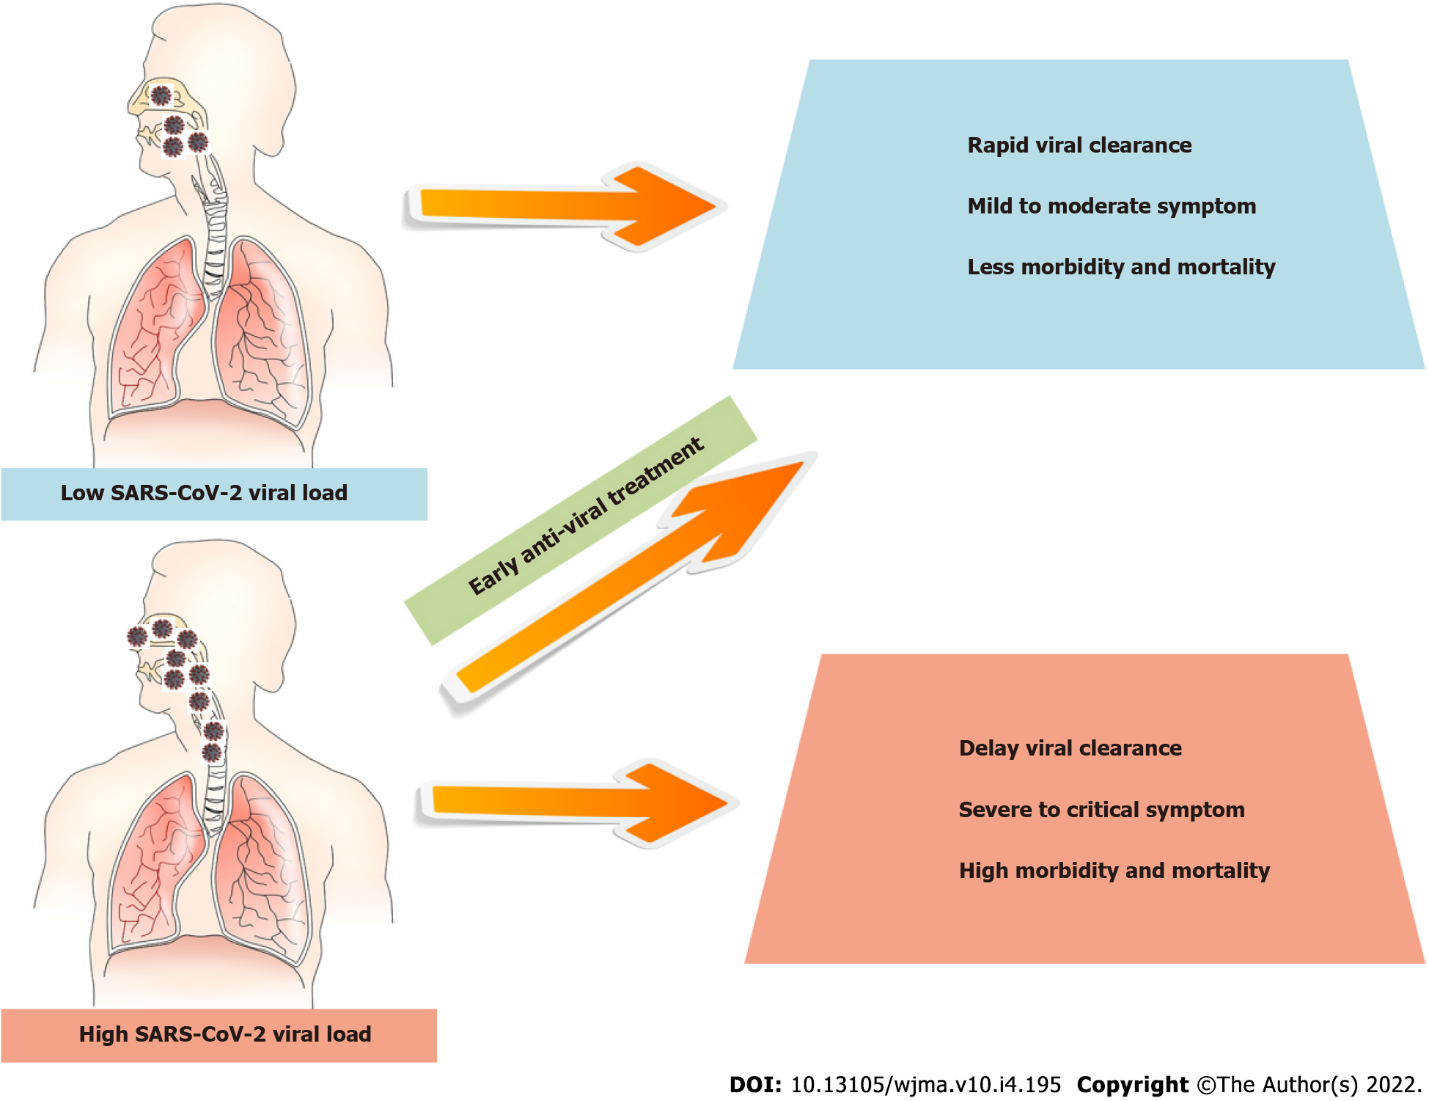 Rapid viral clearance
Mild to moderate symptom
Less morbidity and mortality
Low SARS-CoV-2 viral load
Early anti-viral treatment
Delay viral clearance
Severe to critical symptom
High morbidity and mortality
High SARS-CoV-2 viral load
DOI: 10.13105/wjma.v10.i4.195 Copyright ©The Author(s) 2022.